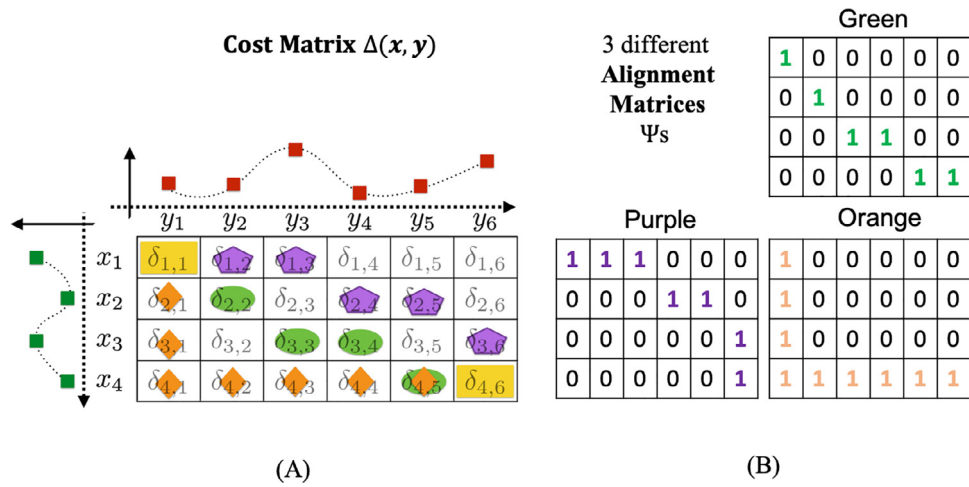 Cost Matrix Δ(x, y)
y1 y2 y3 y4 y5 y6
x1 δ1,1 δ1,2 δ1,3 δ1,4 δ1,5 δ1,6
x2 δ2,1 δ2,2 δ2,3 δ2,4 δ2,5 δ2,6
x3 δ3,1 δ3,2 δ3,3 δ3,4 δ3,5 δ3,6
x4 δ4,1 δ4,2 δ4,3 δ4,4 δ4,5 δ4,6
(A)
3 different
Alignment
Matrices
Ψs
Green
1 0 0 0 0 0
0 1 0 0 0 0
0 0 1 1 0 0
0 0 0 0 1 1
Purple
1 1 1 0 0 0
0 0 0 1 1 0
0 0 0 0 0 1
0 0 0 0 0 1
Orange
1 0 0 0 0 0
1 0 0 0 0 0
1 0 0 0 0 0
1 1 1 1 1 1
(B)